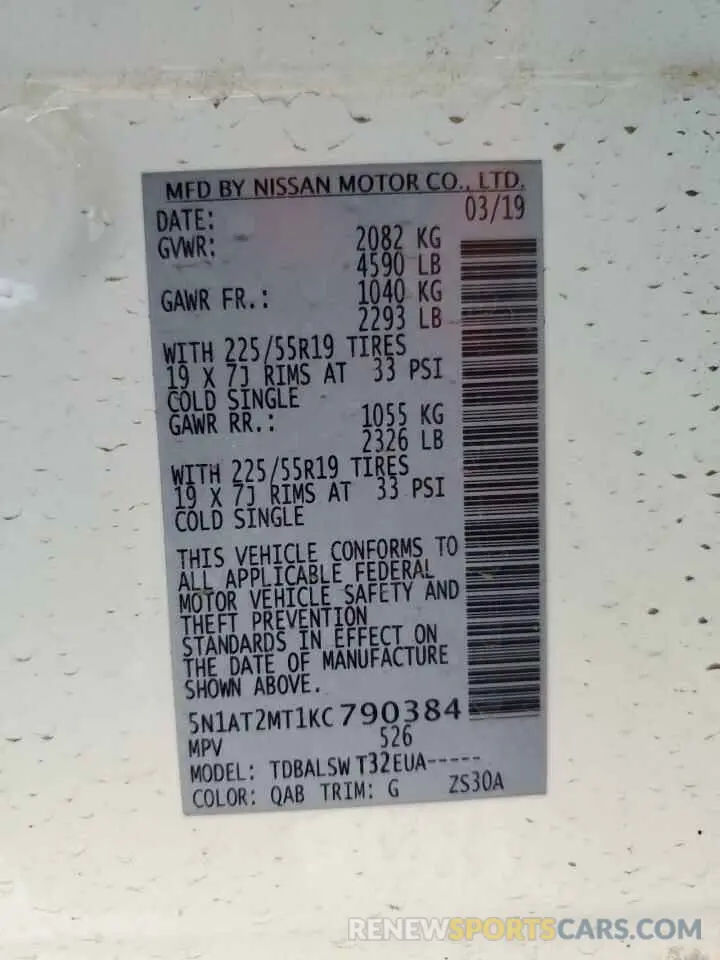 MFD BY NISSAN MOTOR CO., LTD.
DATE: 03/19
GVWR: 2082 KG
4590 LB
GAWR FR.: 1040 KG
2293 LB
WITH 225/55R19 TIRES
19 X 7J RIMS AT 33 PSI
COLD SINGLE
GAWR RR.: 1055 KG
2326 LB
WITH 225/55R19 TIRES
19 X 7J RIMS AT 33 PSI
COLD SINGLE
THIS VEHICLE CONFORMS TO
ALL APPLICABLE FEDERAL
MOTOR VEHICLE SAFETY AND
THEFT PREVENTION
STANDARDS IN EFFECT ON
THE DATE OF MANUFACTURE
SHOWN ABOVE.
5N1AT2MT1KC790384
MPV 526
MODEL: TDBALSW T32EUA-----
COLOR: QAB TRIM: G ZS30A
RENEWSPORTSCARS.COM